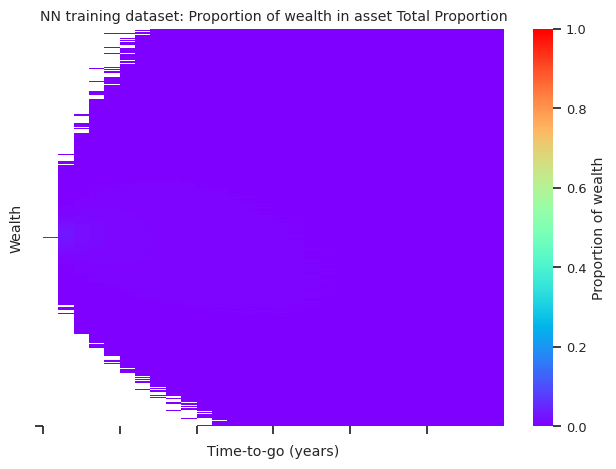 NN training dataset: Proportion of wealth in asset Total Proportion
Wealth
Time-to-go (years)
1.0
0.8
0.6
0.4
0.2
0.0
Proportion of wealth